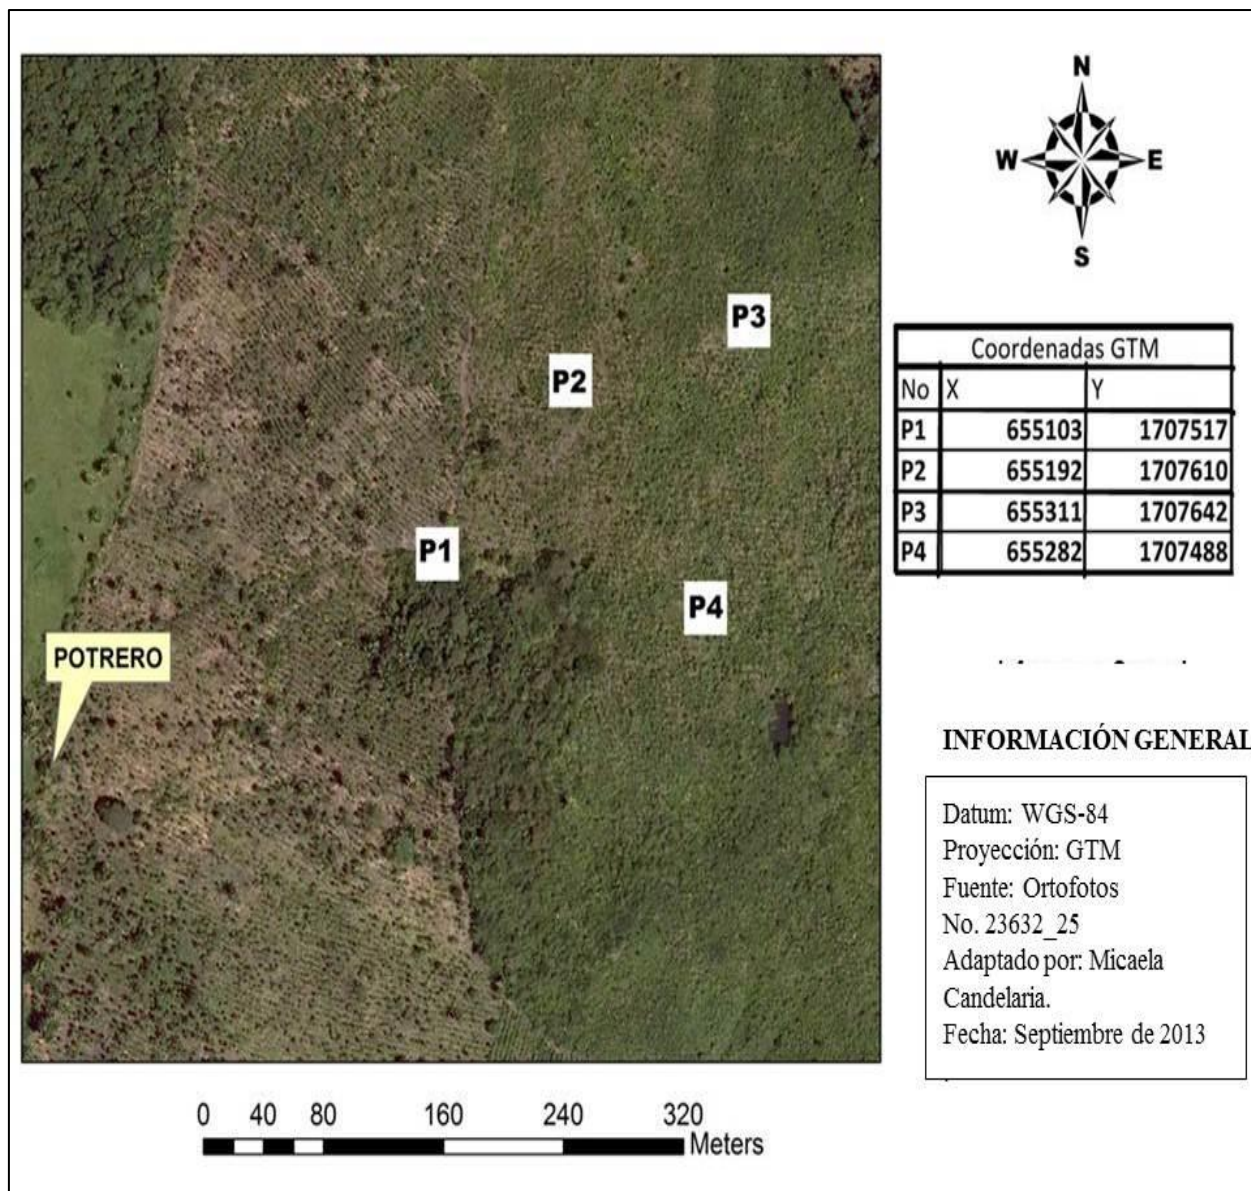 N
W E
S
P3
P2
P1
P4
POTRERO
Coordenadas GTM
No X Y
P1 655103 1707517
P2 655192 1707610
P3 655311 1707642
P4 655282 1707488
INFORMACIÓN GENERAL
Datum: WGS-84
Proyección: GTM
Fuente: Ortofotos
No. 23632_25
Adaptado por: Micaela
Candelaria.
Fecha: Septiembre de 2013
0 40 80 160 240 320
Meters